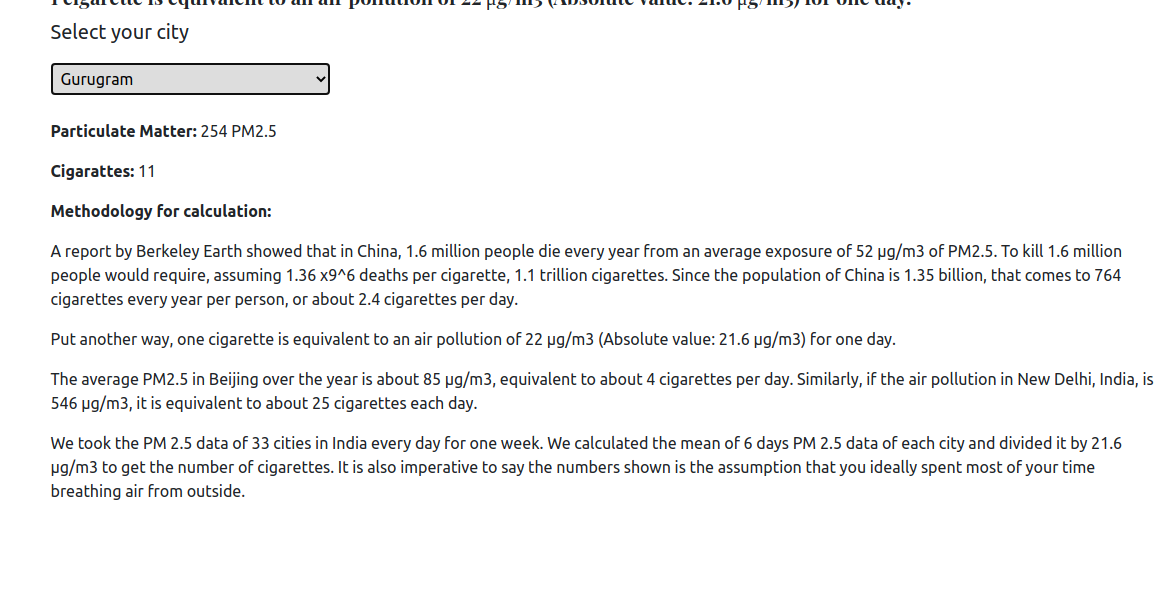 1 cigarette is equivalent to an air pollution of 22 μg/m3 (Absolute value: 21.6 μg/m3) for one day.
Select your city
Gurugram
Particulate Matter: 254 PM2.5
Cigarattes: 11
Methodology for calculation:
A report by Berkeley Earth showed that in China, 1.6 million people die every year from an average exposure of 52 μg/m3 of PM2.5. To kill 1.6 million
people would require, assuming 1.36 x9^6 deaths per cigarette, 1.1 trillion cigarettes. Since the population of China is 1.35 billion, that comes to 764
cigarettes every year per person, or about 2.4 cigarettes per day.
Put another way, one cigarette is equivalent to an air pollution of 22 μg/m3 (Absolute value: 21.6 μg/m3) for one day.
The average PM2.5 in Beijing over the year is about 85 μg/m3, equivalent to about 4 cigarettes per day. Similarly, if the air pollution in New Delhi, India, is
546 μg/m3, it is equivalent to about 25 cigarettes each day.
We took the PM 2.5 data of 33 cities in India every day for one week. We calculated the mean of 6 days PM 2.5 data of each city and divided it by 21.6
μg/m3 to get the number of cigarettes. It is also imperative to say the numbers shown is the assumption that you ideally spent most of your time
breathing air from outside.